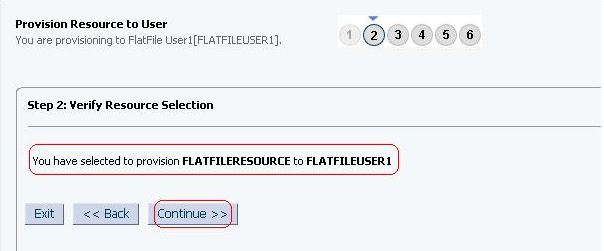 Provision Resource to User
You are provisioning to FlatFile User1[FLATFILEUSER1].
1 2 3 4 5 6
Step 2: Verify Resource Selection
You have selected to provision FLATFILERESOURCE to FLATFILEUSER1
Exit << Back Continue >>